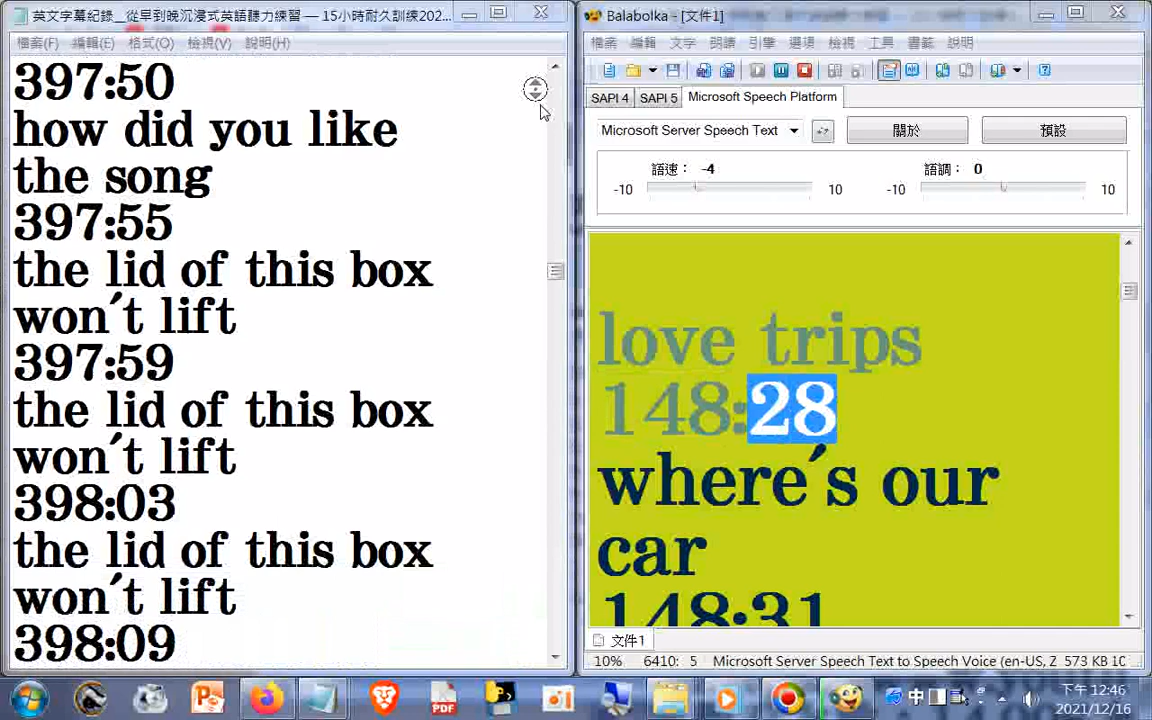 英文字幕紀錄__從早到晚沉浸式英語聽力練習 — 15小時耐久訓練202...
檔案(F) 編輯(E) 格式(O) 檢視(V) 說明(H)
397:50
how did you like
the song
397:55
the lid of this box
won't lift
397:59
the lid of this box
won't lift
398:03
the lid of this box
won't lift
398:09
Balabolka - [文件1]
檔案 編輯 文字 朗讀 引擎 選項 檢視 工具 書籤 說明
SAPI 4 SAPI 5 Microsoft Speech Platform
Microsoft Server Speech Text 關於 預設
語速： -4 語調： 0
-10 10 -10 10
love trips
148:28
where's our
car
148:31
文件1
10% 6410: 5 Microsoft Server Speech Text to Speech Voice (en-US, Z 573 KB 1C
PDF 中 下午 12:46
2021/12/16